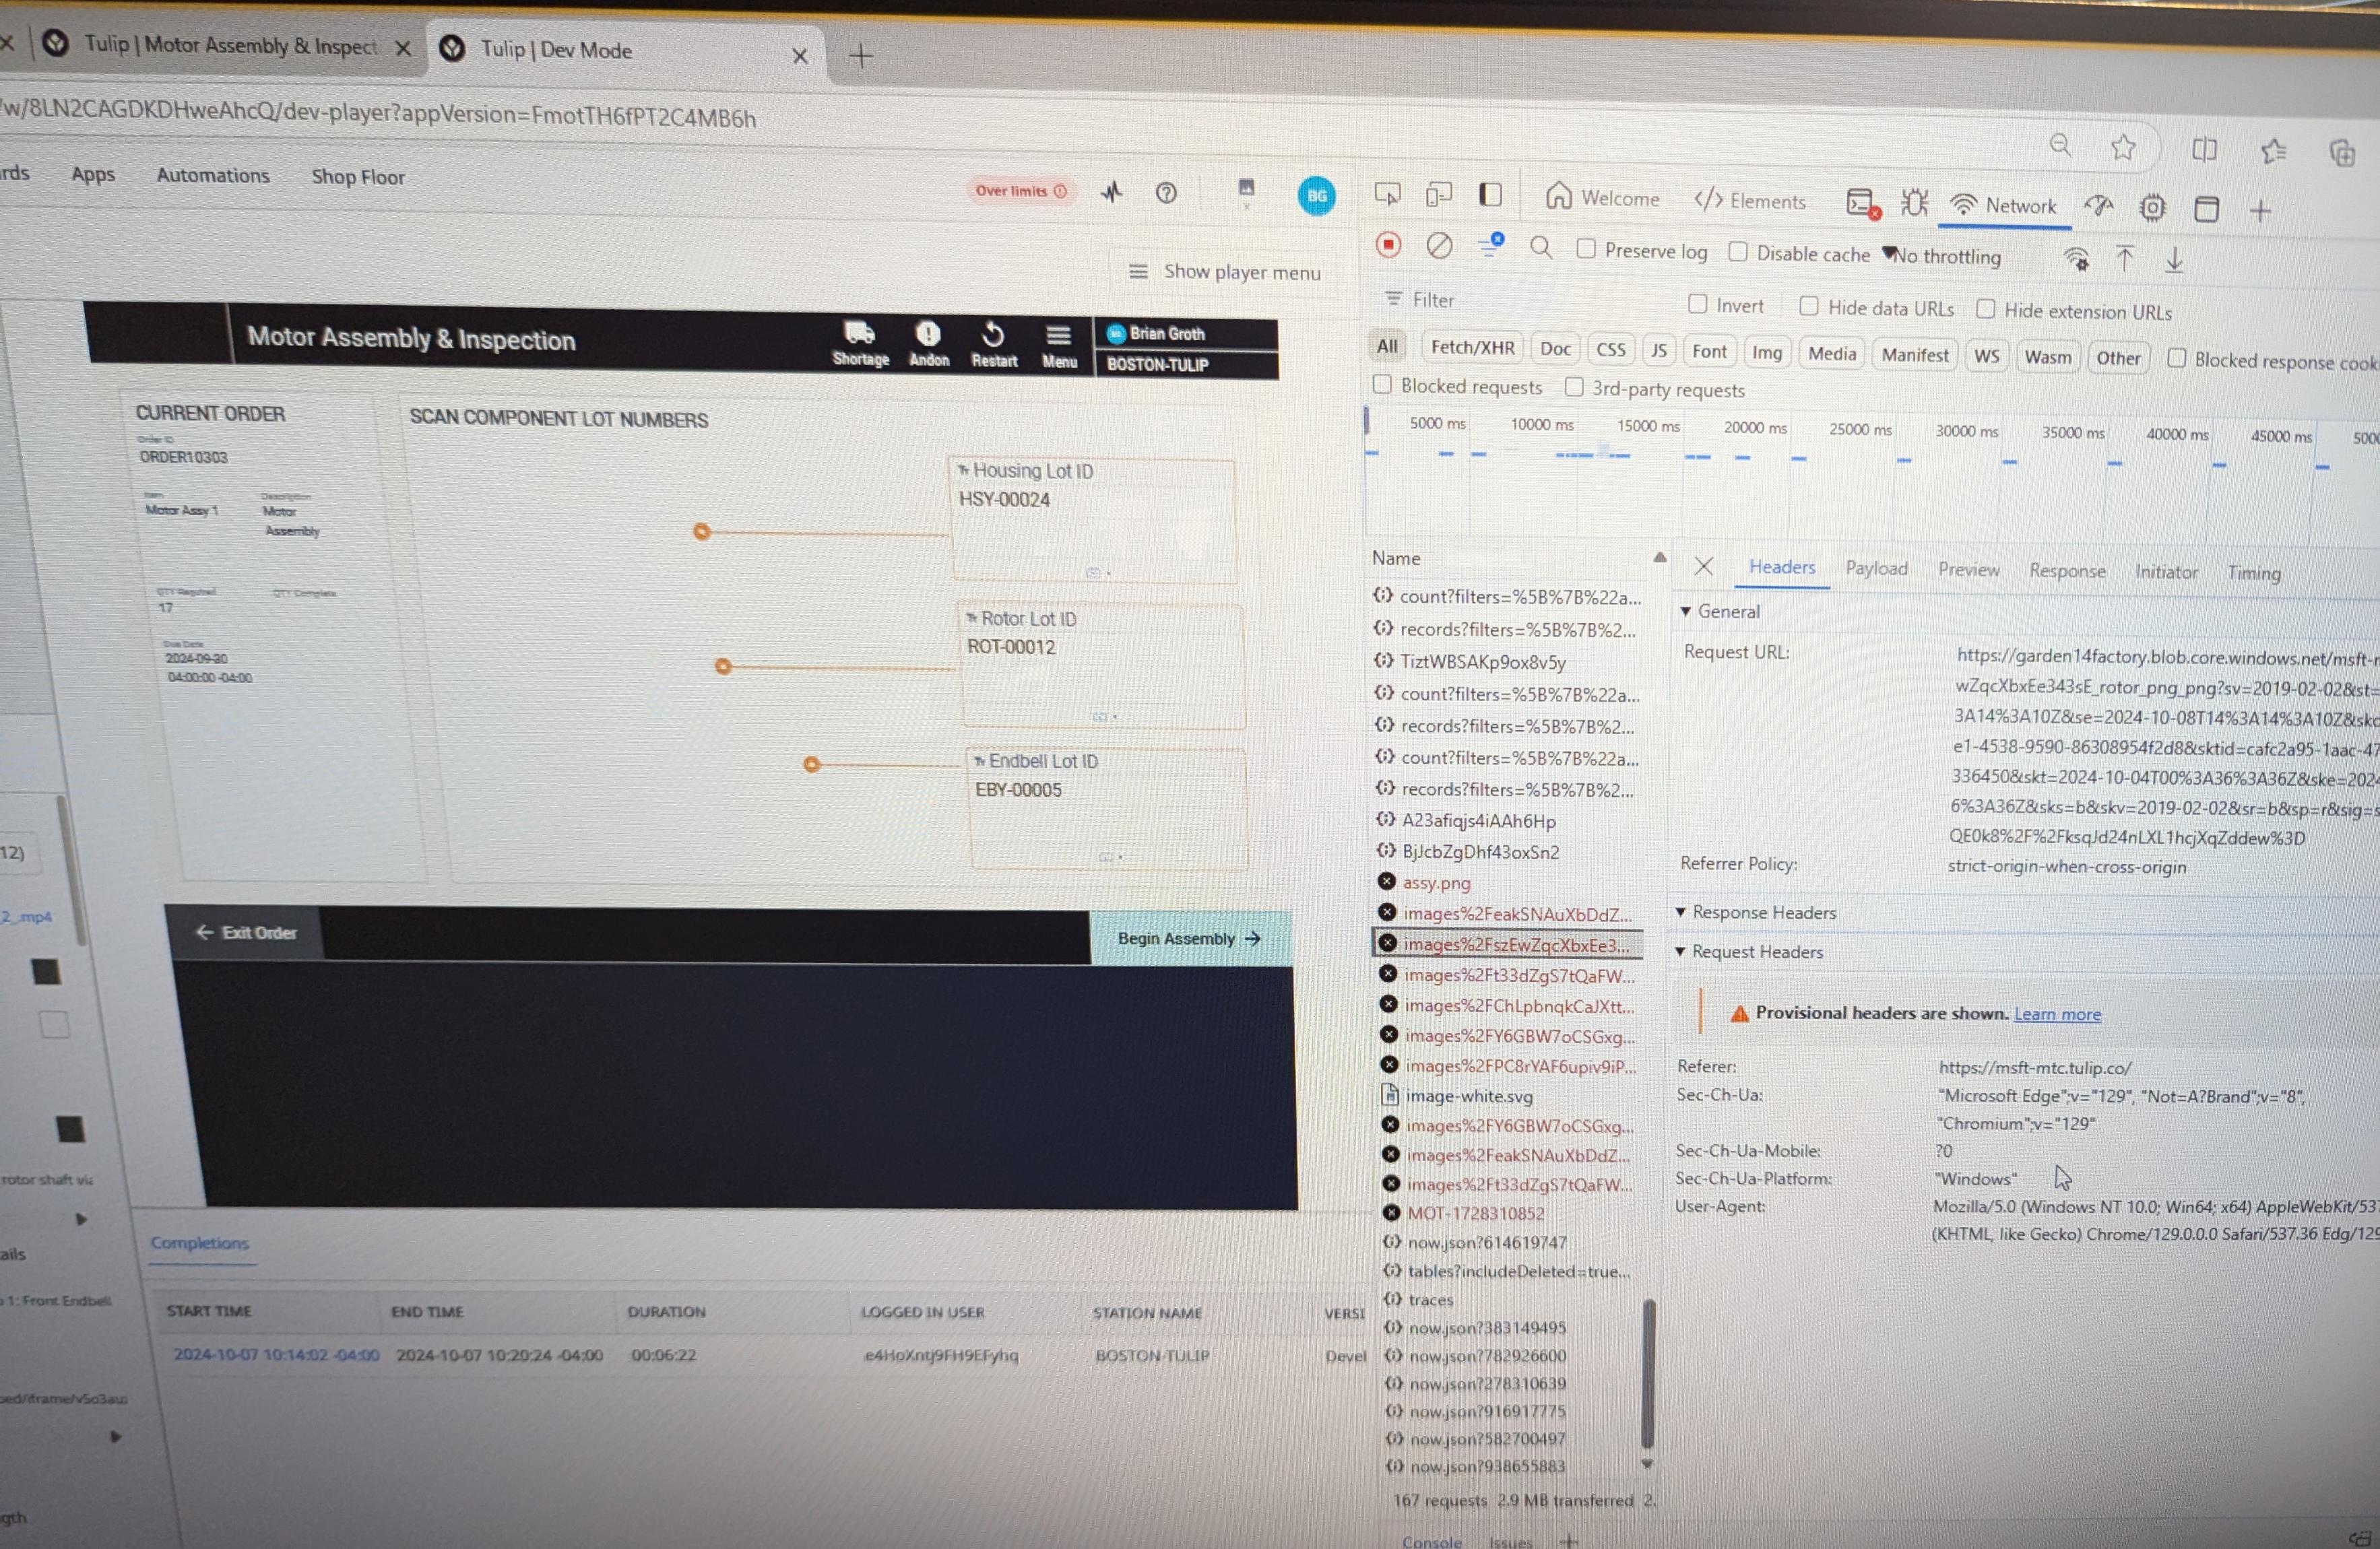 Tulip | Motor Assembly & Inspect
Tulip | Dev Mode
/w/8LN2CAGDKDHweAhcQ/dev-player?appVersion=FmotTH6fPT2C4MB6h
rds
Apps
Automations
Shop Floor
Over limits
BG
Show player menu
Motor Assembly & Inspection
Shortage
Andon
Restart
Menu
Brian Groth
BOSTON-TULIP
CURRENT ORDER
Order ID
ORDER10303
Item
Motor Assy 1
Description
Motor
Assembly
QTY Required
17
QTY Complete
Due Date
2024-09-30
04:00:00 -04:00
SCAN COMPONENT LOT NUMBERS
Housing Lot ID
HSY-00024
Rotor Lot ID
ROT-00012
Endbell Lot ID
EBY-00005
Exit Order
Begin Assembly
12)
2_.mp4
rotor shaft via
ails
1: Front Endbell
gth
Completions
START TIME
END TIME
DURATION
LOGGED IN USER
STATION NAME
VERSI
2024-10-07 10:14:02 -04:00
2024-10-07 10:20:24 -04:00
00:06:22
e4HoXntj9FH9EFyhq
BOSTON-TULIP
Devel
Welcome
</> Elements
Network
Preserve log
Disable cache
No throttling
Filter
Invert
Hide data URLs
Hide extension URLs
All
Fetch/XHR
Doc
CSS
JS
Font
Img
Media
Manifest
WS
Wasm
Other
Blocked response cook
Blocked requests
3rd-party requests
5000 ms
10000 ms
15000 ms
20000 ms
25000 ms
30000 ms
35000 ms
40000 ms
45000 ms
500
Name
count?filters=%5B%7B%22a...
records?filters=%5B%7B%2...
TiztWBSAKp9ox8v5y
count?filters=%5B%7B%22a...
records?filters=%5B%7B%2...
count?filters=%5B%7B%22a...
records?filters=%5B%7B%2...
A23afiqjs4iAAh6Hp
BjJcbZgDhf43oxSn2
assy.png
images%2FeakSNAuXbDdZ...
images%2FszEwZqcXbxEe3...
images%2Ft33dZgS7tQaFW...
images%2FChLpbnqkCaJXtt...
images%2FY6GBW7oCSGxg...
images%2FPC8rYAF6upiv9iP...
image-white.svg
images%2FY6GBW7oCSGxg...
images%2FeakSNAuXbDdZ...
images%2Ft33dZgS7tQaFW...
MOT-1728310852
now.json?614619747
tables?includeDeleted=true...
traces
now.json?383149495
now.json?782926600
now.json?278310639
now.json?916917775
now.json?582700497
now.json?938655883
167 requests 2.9 MB transferred 2.
Console
Issues
Headers
Payload
Preview
Response
Initiator
Timing
General
Request URL:
https://garden14factory.blob.core.windows.net/msft-
wZqcXbxEe343sE_rotor_png_png?sv=2019-02-02&st=
3A14%3A10Z&se=2024-10-08T14%3A14%3A10Z&sko
e1-4538-9590-86308954f2d8&sktid=cafc2a95-1aac-47
336450&skt=2024-10-04T00%3A36%3A36Z&ske=2024
6%3A36Z&sks=b&skv=2019-02-02&sr=b&sp=r&sig=s
QE0k8%2F%2FksqJd24nLXL1hcjXqZddew%3D
Referrer Policy:
strict-origin-when-cross-origin
Response Headers
Request Headers
Provisional headers are shown. Learn more
Referer:
https://msft-mtc.tulip.co/
Sec-Ch-Ua:
"Microsoft Edge";v="129", "Not=A?Brand";v="8",
"Chromium";v="129"
Sec-Ch-Ua-Mobile:
?0
Sec-Ch-Ua-Platform:
"Windows"
User-Agent:
Mozilla/5.0 (Windows NT 10.0; Win64; x64) AppleWebKit/53
(KHTML, like Gecko) Chrome/129.0.0.0 Safari/537.36 Edg/129